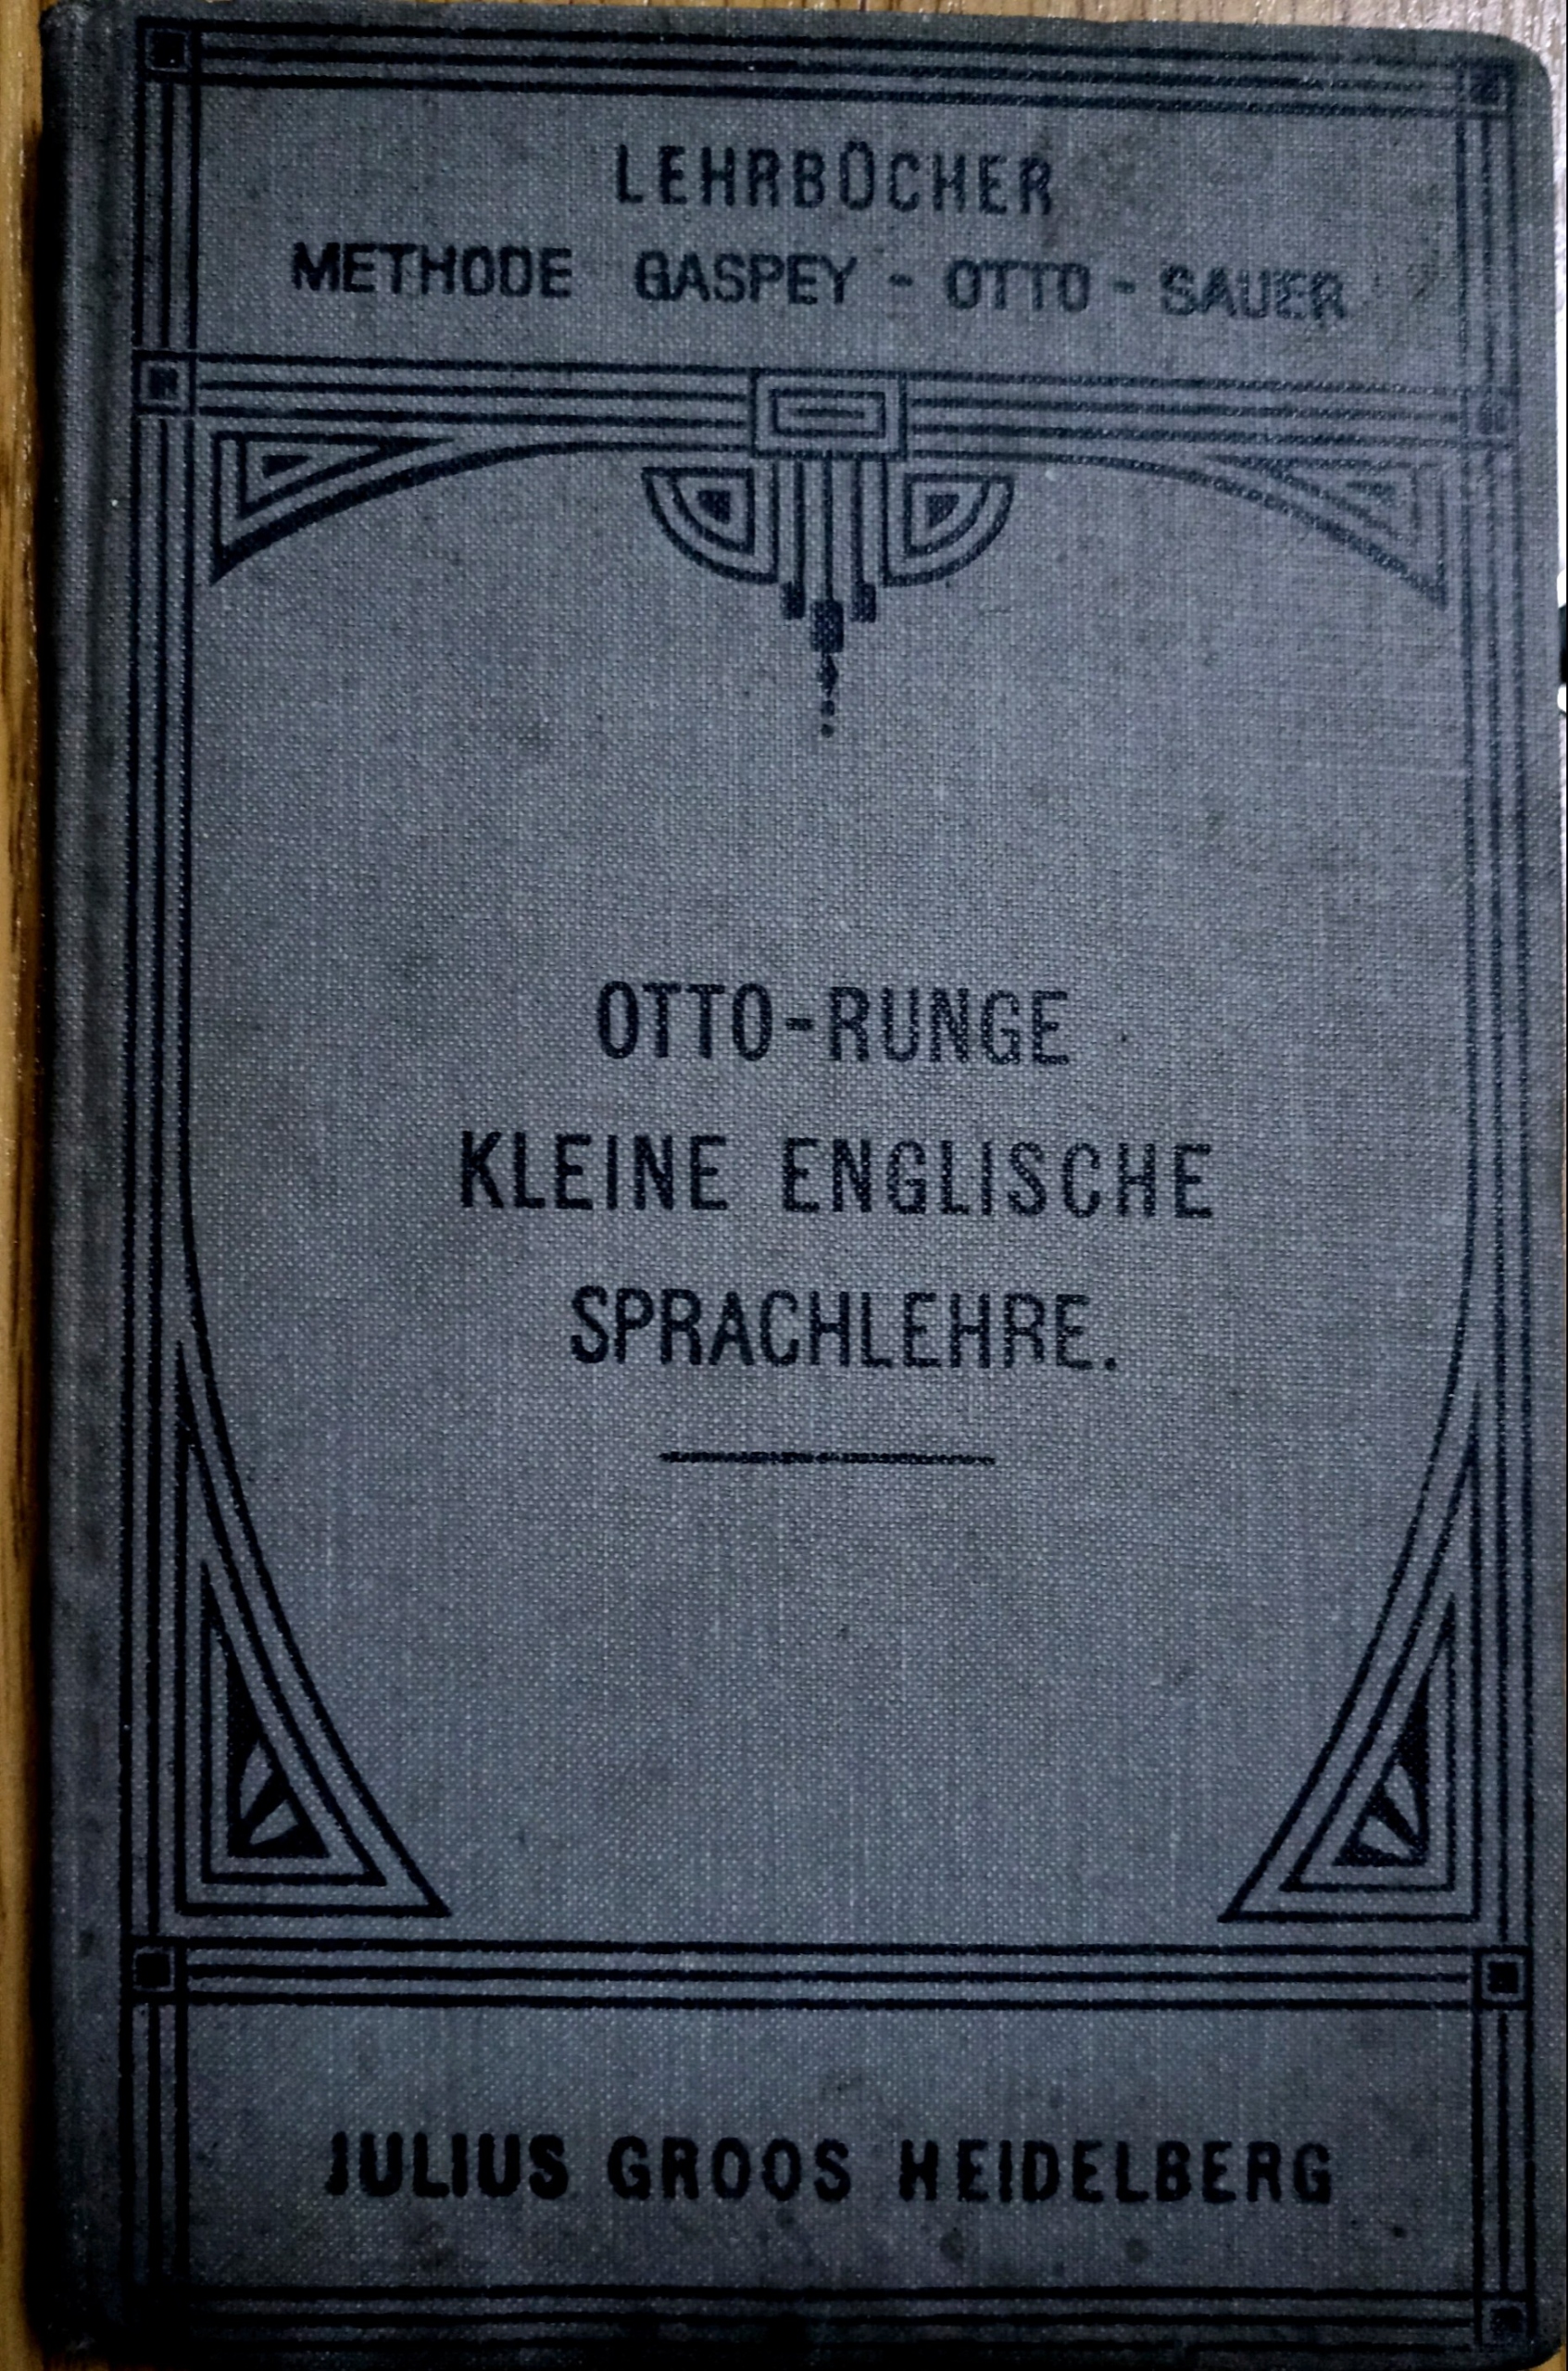 LEHRBÜCHER
METHODE GASPEY - OTTO - SAUER
OTTO-RUNGE
KLEINE ENGLISCHE
SPRACHLEHRE.
JULIUS GROOS HEIDELBERG